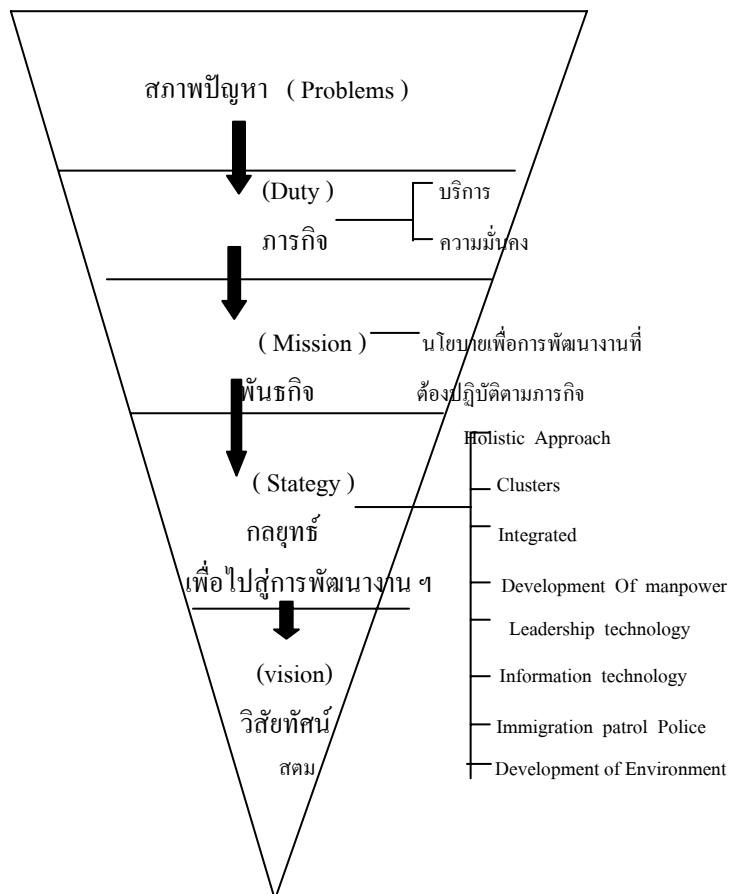 สภาพปัญหา ( Problems )
(Duty )
บริการ
ภารกิจ
ความมั่นคง
( Mission )
นโยบายเพื่อการพัฒนางานที่
พันธกิจ
ต้องปฏิบัติตามภารกิจ
Holistic Approach
( Stategy )
Clusters
กลยุทธ์
Integrated
เพื่อไปสู่การพัฒนางาน ฯ
Development Of manpower
Leadership technology
(vision)
Information technology
วิสัยทัศน์
Immigration patrol Police
สตม
Development of Environment